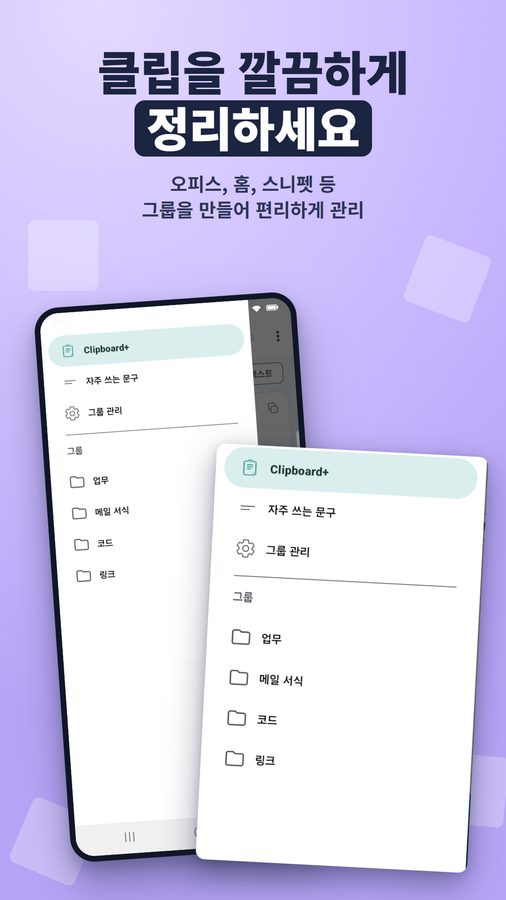 클립을 깔끔하게
정리하세요
오피스, 홈, 스니펫 등
그룹을 만들어 편리하게 관리
Clipboard+
자주 쓰는 문구
그룹 관리
그룹
업무
메일 서식
코드
링크
Clipboard+
자주 쓰는 문구
그룹 관리
그룹
업무
메일 서식
코드
링크